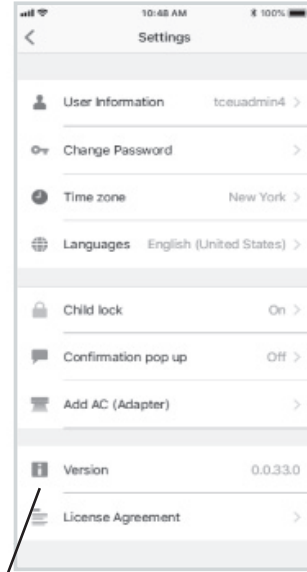 10:48 AM 100%
Settings
User Information tceuadmin4 >
Change Password >
Time zone New York >
Languages English (United States) >
Child lock On >
Confirmation pop up Off >
Add AC (Adapter) >
Version 0.0.33.0
License Agreement >